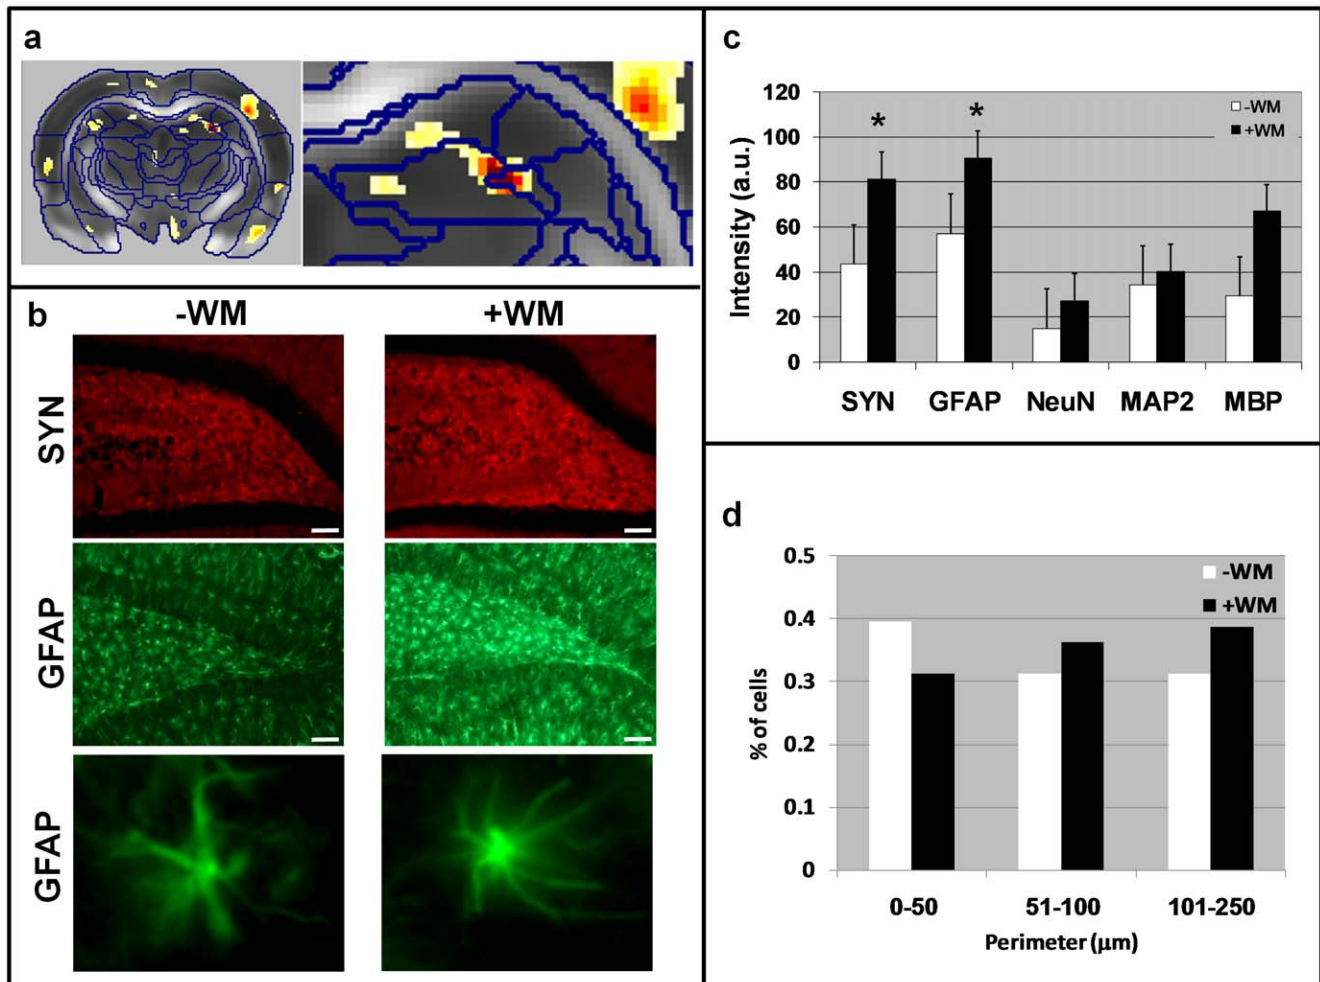 a
b
-WM +WM
SYN
GFAP
GFAP
c
Intensity (a.u.)
120
100
80
60
40
20
0
* *
-WM
+WM
SYN GFAP NeuN MAP2 MBP
d
% of cells
0.5
0.4
0.3
0.2
0.1
0
-WM
+WM
0-50 51-100 101-250
Perimeter (μm)